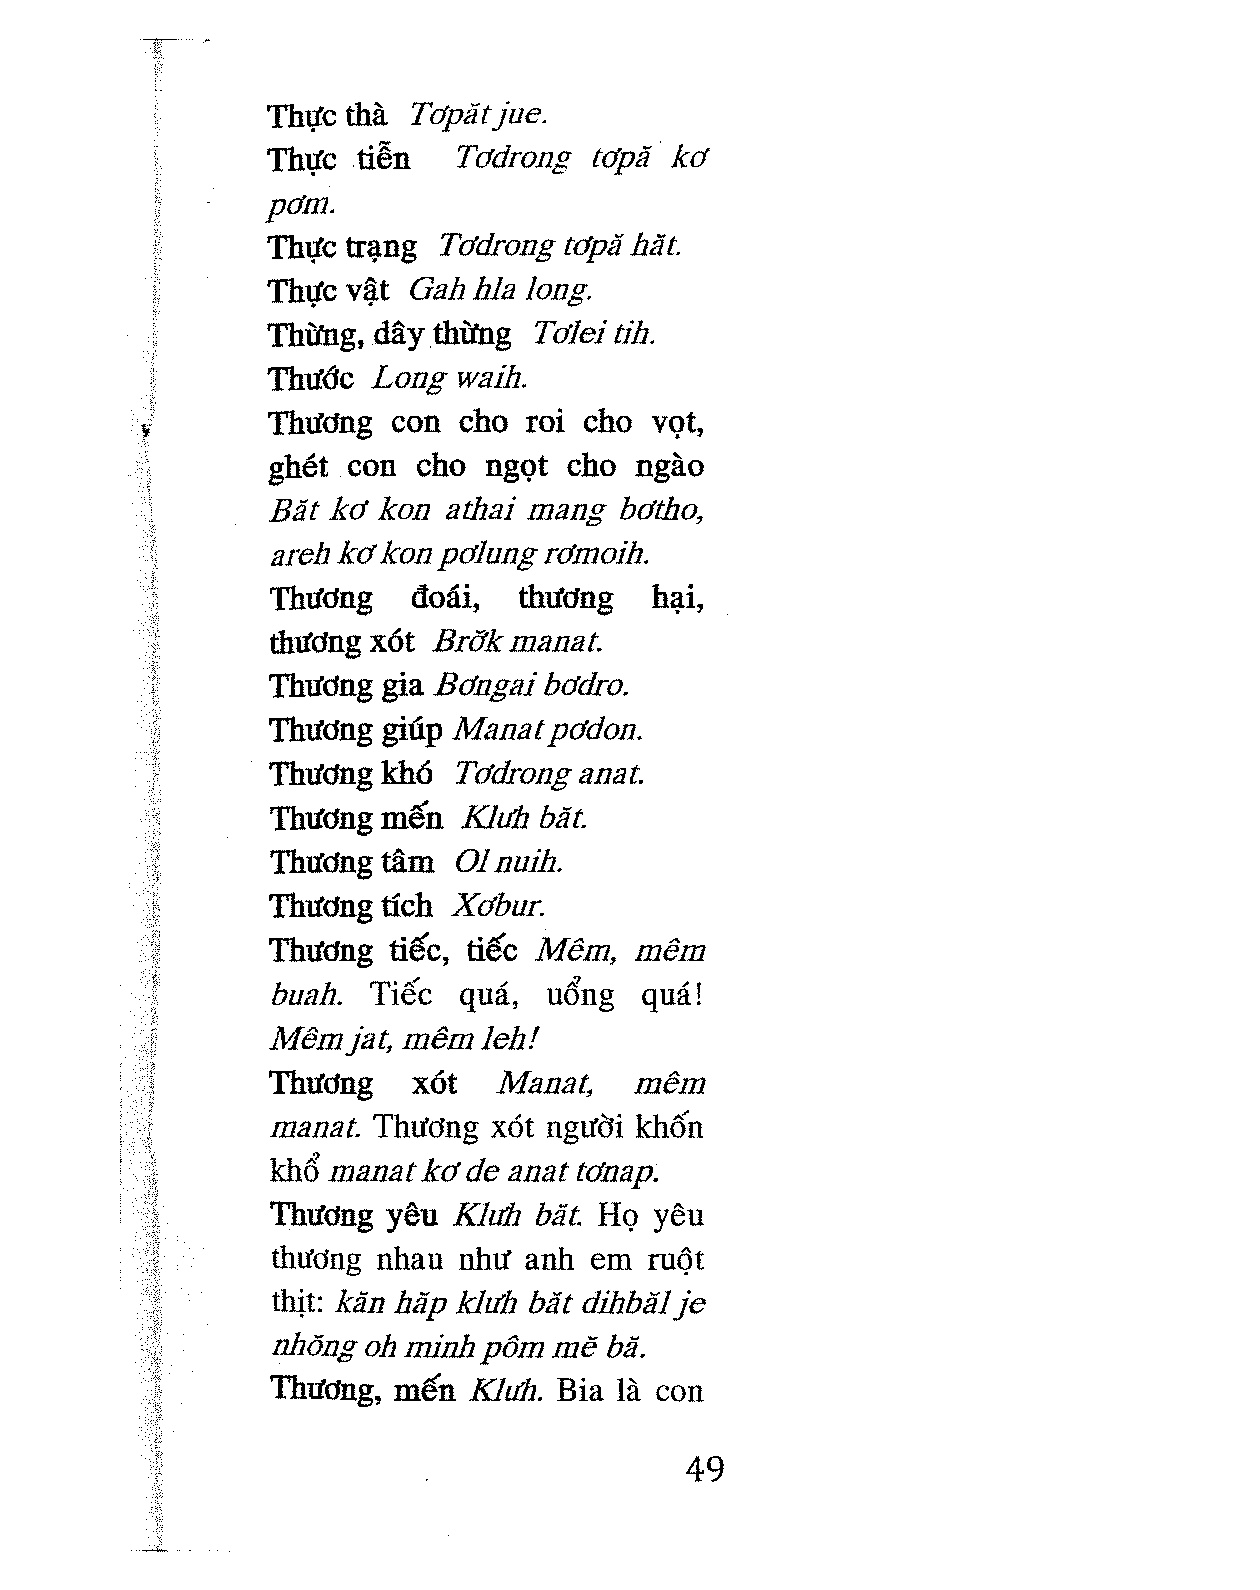 Thực thà Tơpăt jue.
Thực tiễn Tơdrong tơpă kơ
pơm.
Thực trạng Tơdrong tơpă hăt.
Thực vật Gah hla long.
Thừng, dây thừng Tơlei tih.
Thước Long waih.
Thương con cho roi cho vọt,
ghét con cho ngọt cho ngào
Băt kơ kon athai mang bơtho,
areh kơ kon pơlung rơmoih.
Thương đoái, thương hại,
thương xót Brơ̆k manat.
Thương gia Bơngai bơdro.
Thương giúp Manat pơdon.
Thương khó Tơdrong anat.
Thương mến Klưh băt.
Thương tâm Ol nuih.
Thương tích Xơbur.
Thương tiếc, tiếc Mêm, mêm
buah. Tiếc quá, uổng quá!
Mêm jat, mêm leh!
Thương xót Manat, mêm
manat. Thương xót người khốn
khổ manat kơ de anat tơnap.
Thương yêu Klưh băt. Họ yêu
thương nhau như anh em ruột
thịt: kăn hăp klưh băt dihbăl je
nhŏng oh minh pôm mĕ bă.
Thương, mến Klưh. Bia là con
49